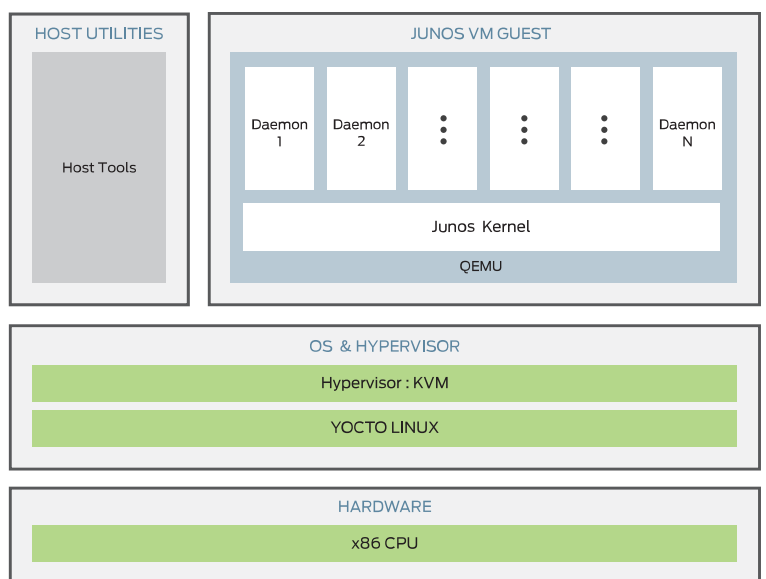 HOST UTILITIES
Host Tools
JUNOS VM GUEST
Daemon
1
Daemon
2
Daemon
N
Junos Kernel
QEMU
OS & HYPERVISOR
Hypervisor : KVM
YOCTO LINUX
HARDWARE
x86 CPU